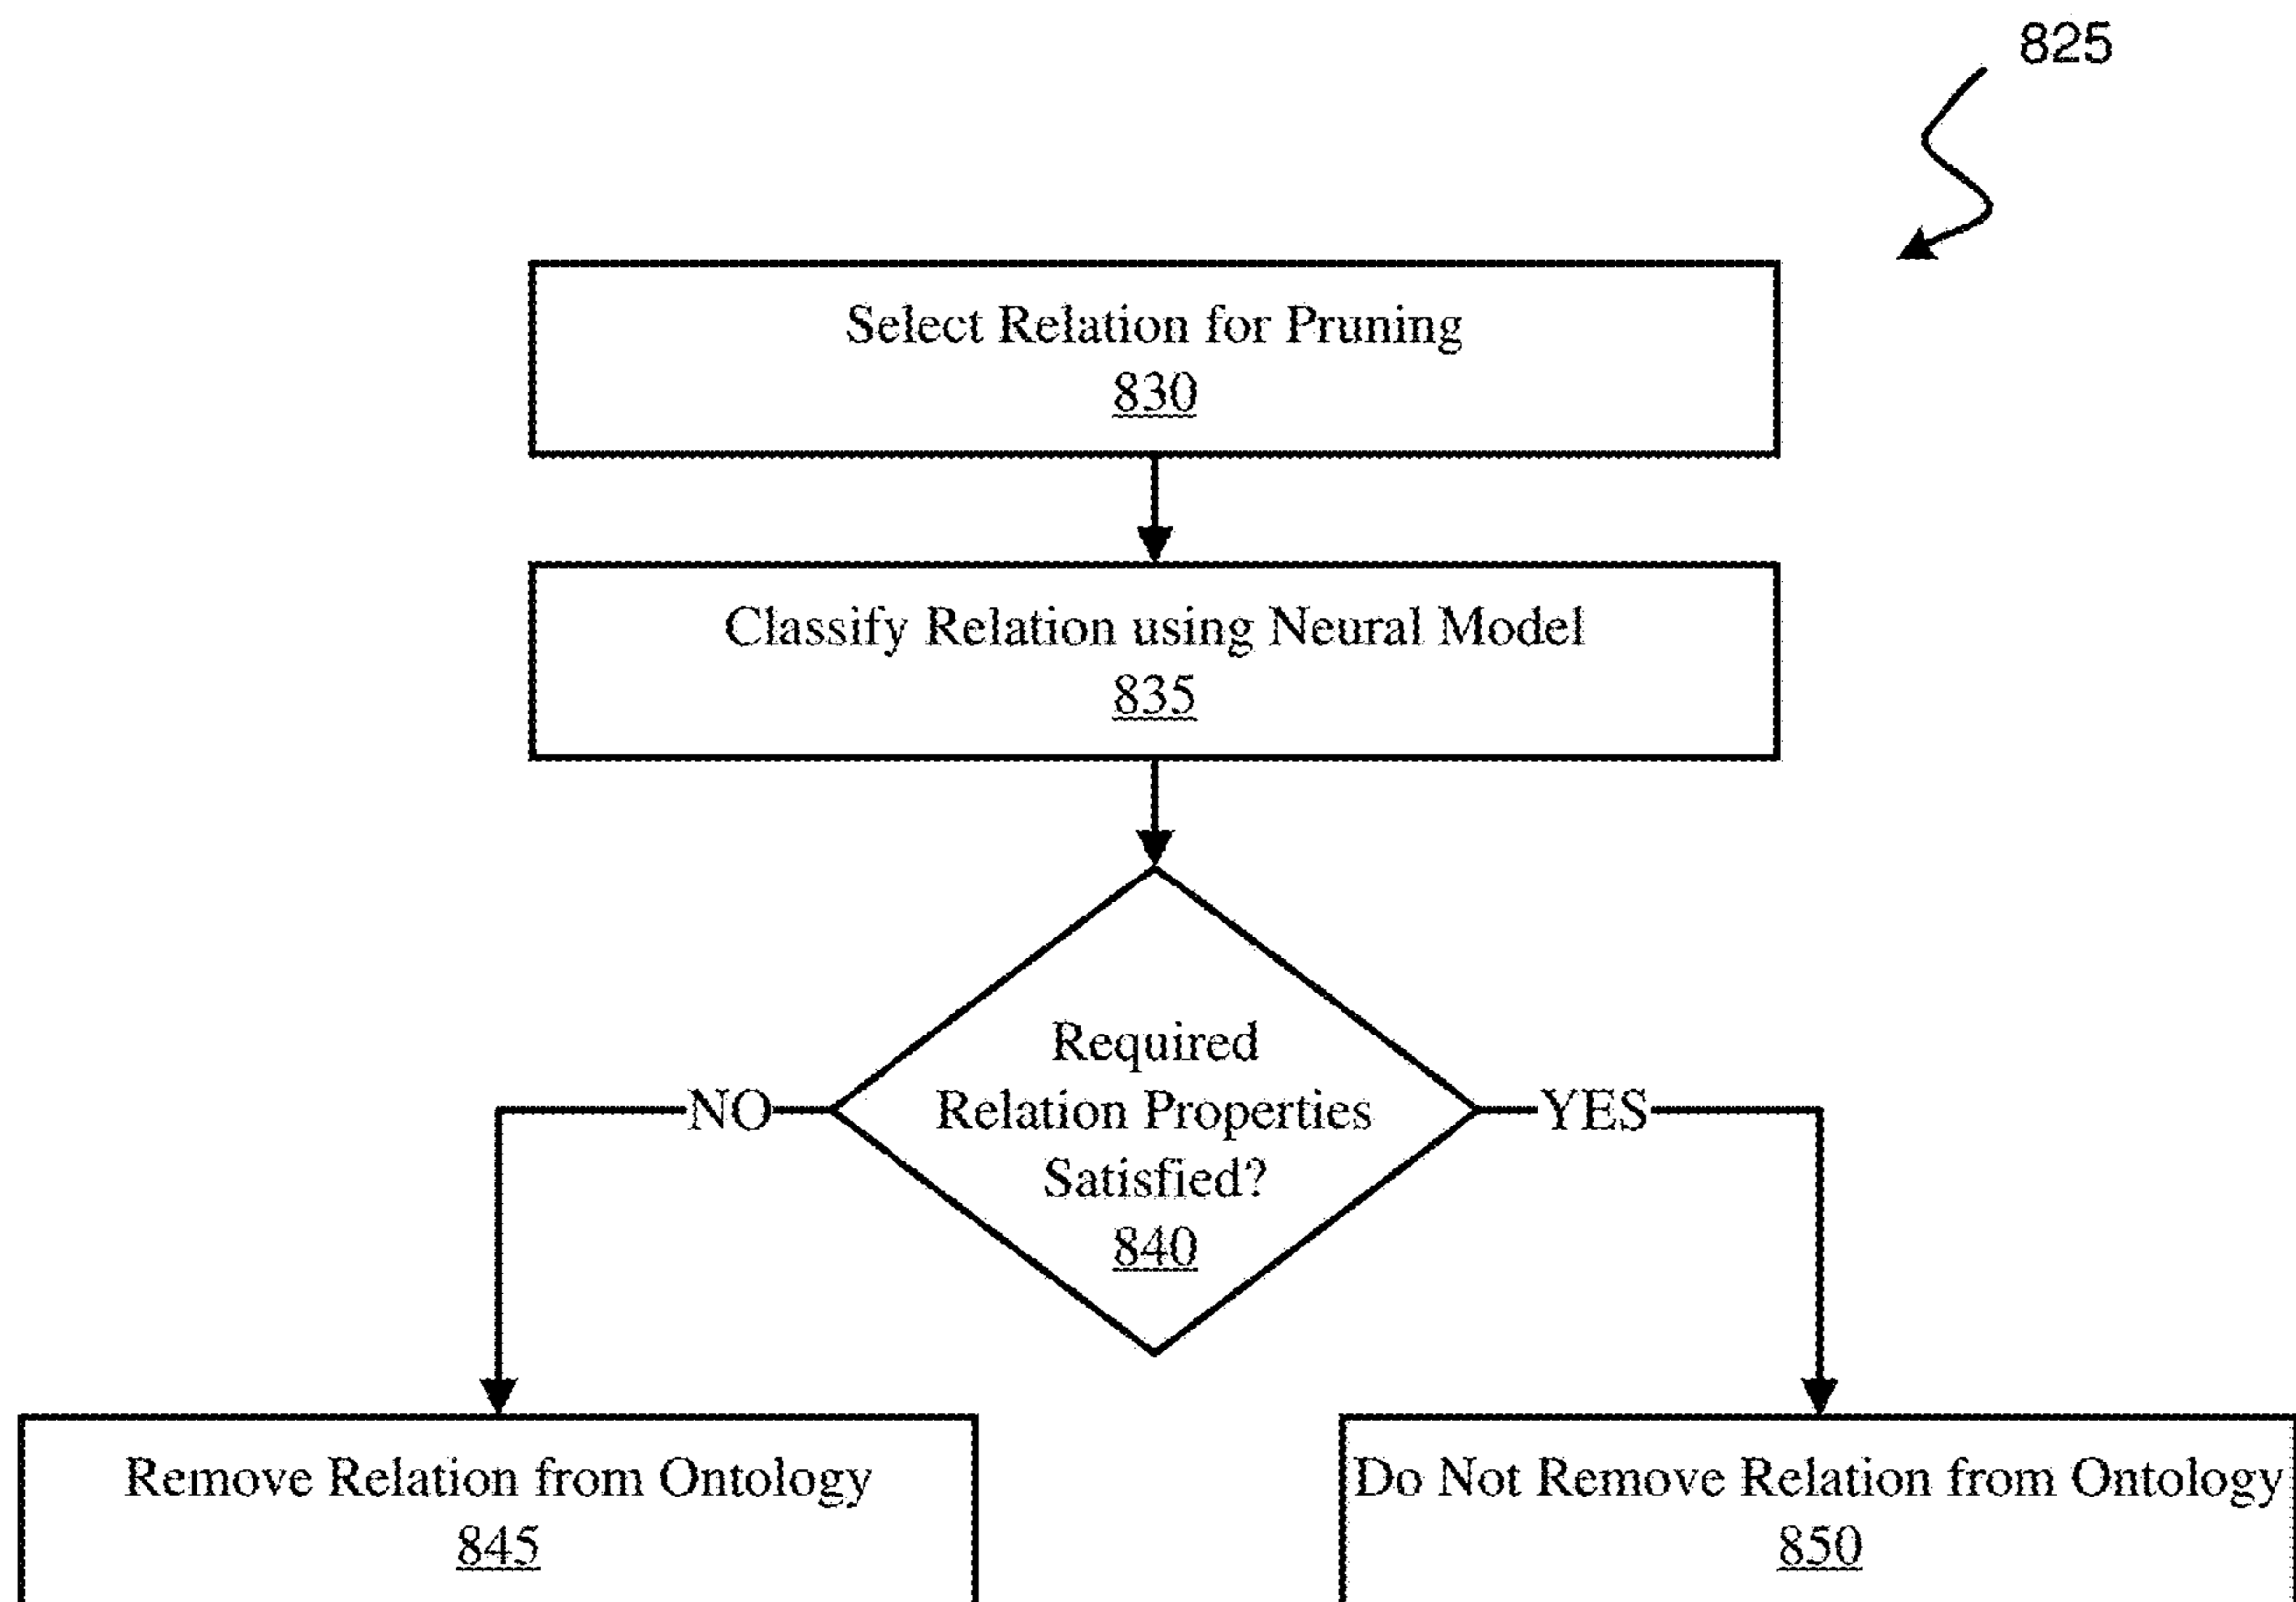 825
Select Relation for Pruning
830
Classify Relation using Neural Model
835
Required
Relation Properties
Satisfied?
840
NO
YES
Remove Relation from Ontology
845
Do Not Remove Relation from Ontology
850